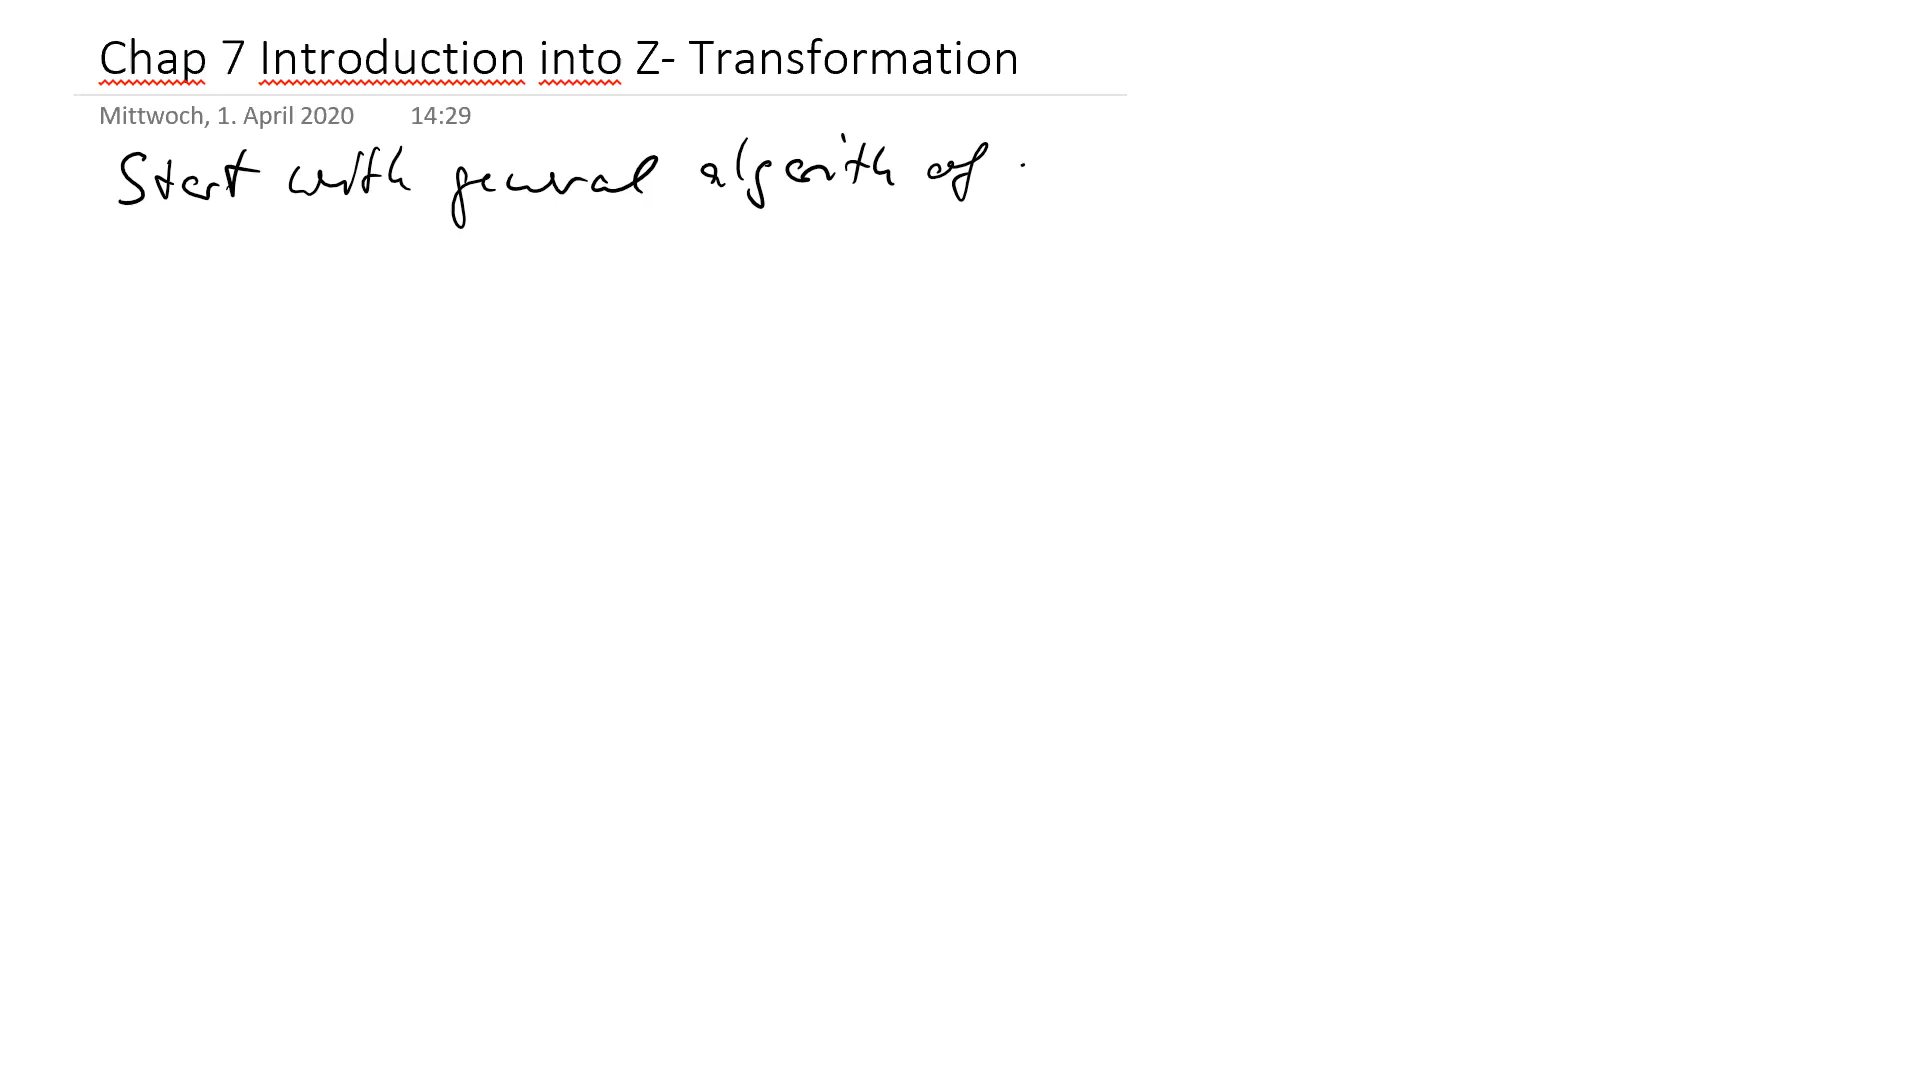 Chap 7 Introduction into Z- Transformation
Mittwoch, 1. April 2020 14:29
Start with general algorith of